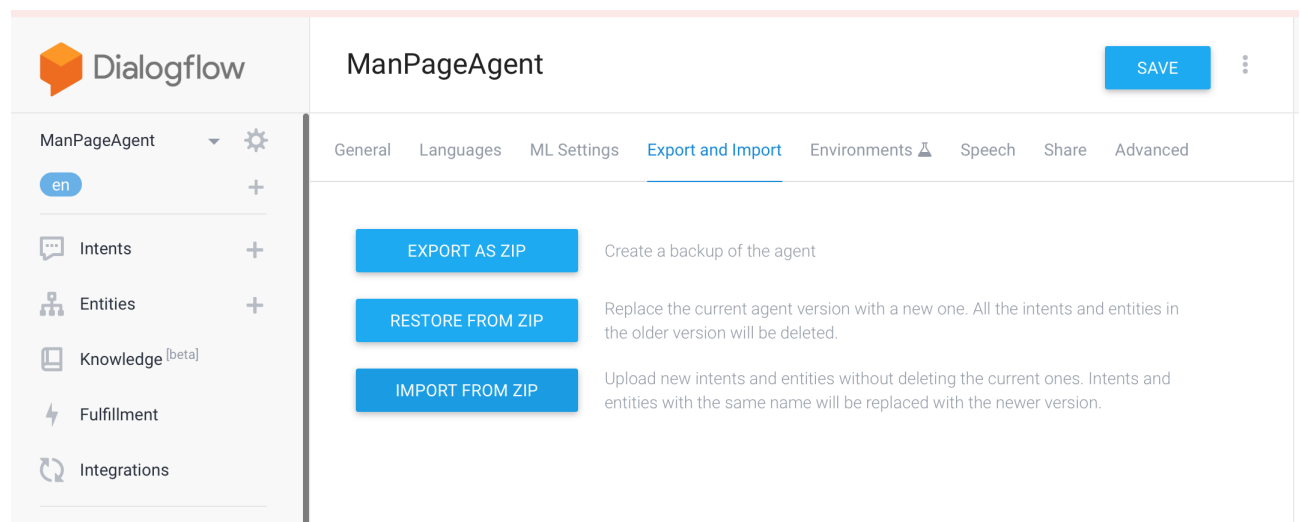 Dialogflow
ManPageAgent
SAVE
ManPageAgent
en
General Languages ML Settings Export and Import Environments Speech Share Advanced
Intents
Entities
Knowledge [beta]
Fulfillment
Integrations
EXPORT AS ZIP
Create a backup of the agent
RESTORE FROM ZIP
Replace the current agent version with a new one. All the intents and entities in
the older version will be deleted.
IMPORT FROM ZIP
Upload new intents and entities without deleting the current ones. Intents and
entities with the same name will be replaced with the newer version.